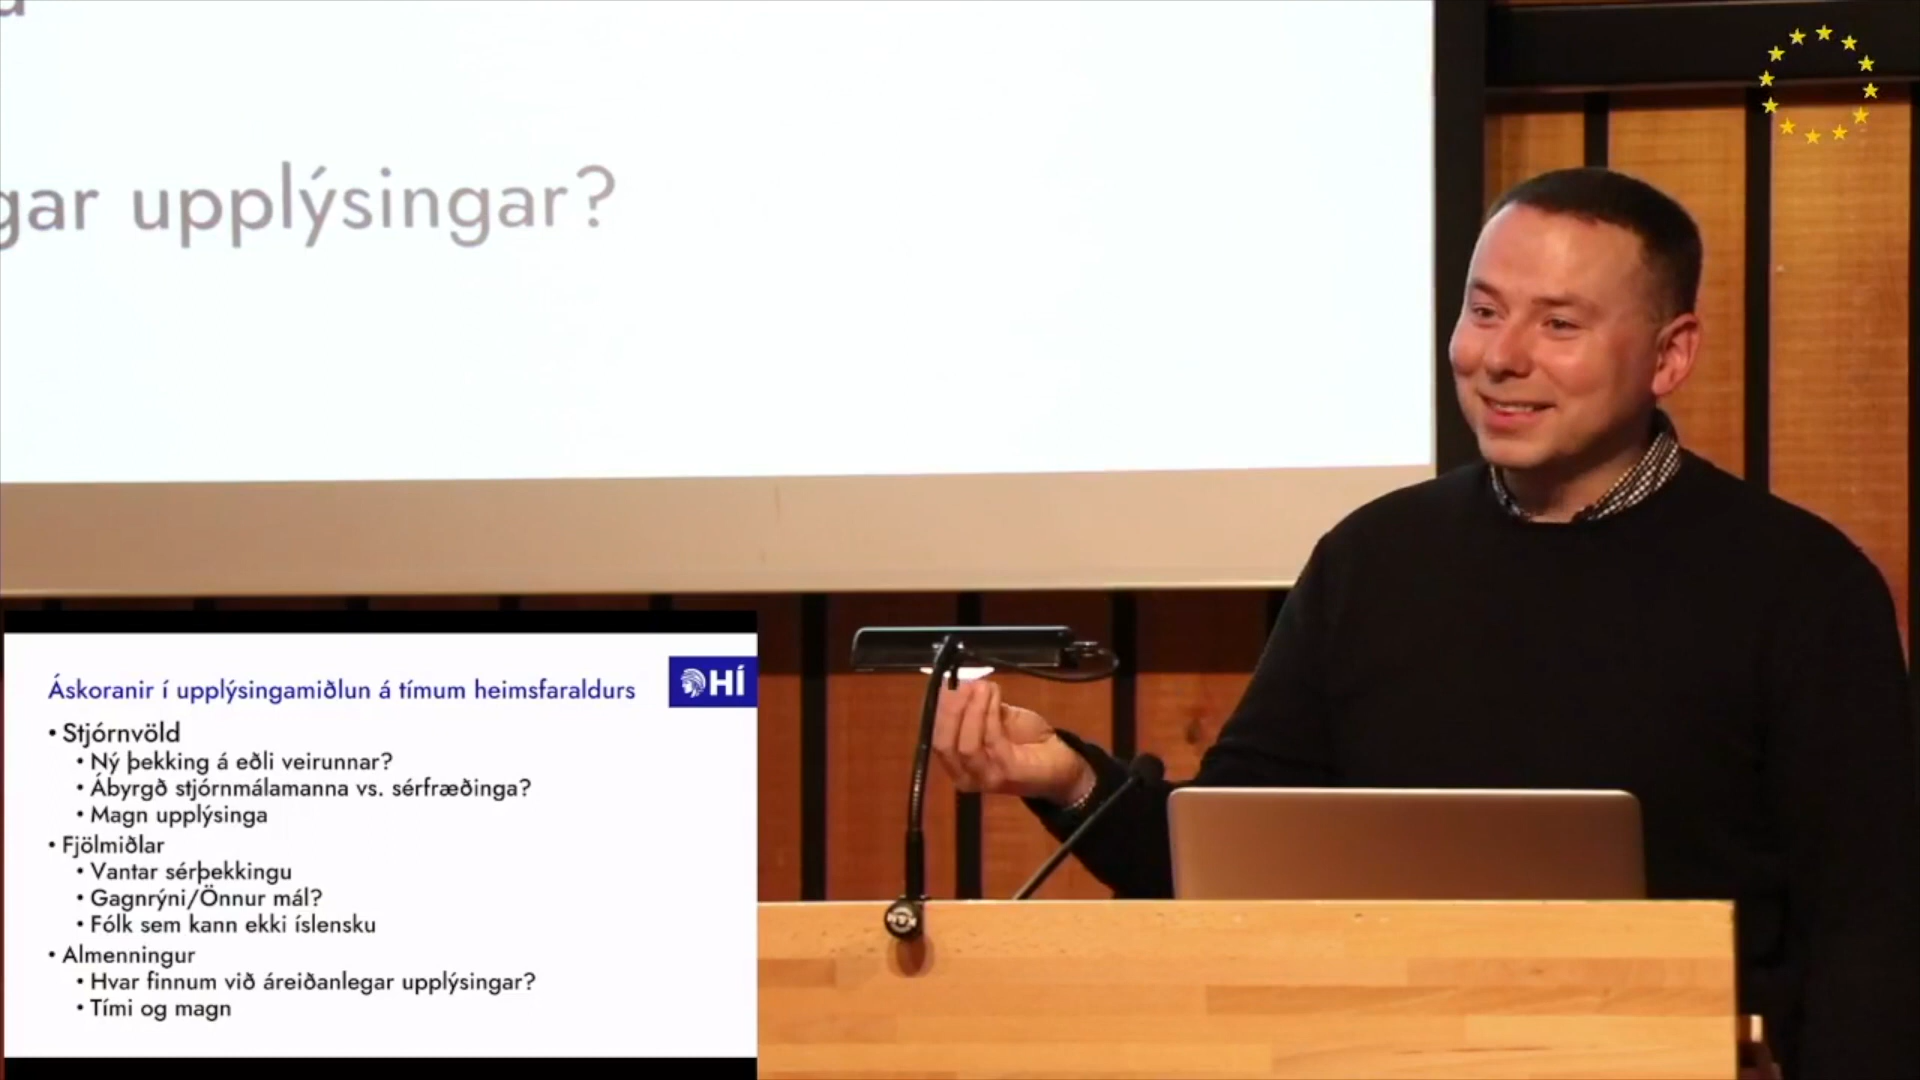 gar upplýsingar?
HÍ
Áskoranir í upplýsingamiðlun á tímum heimsfaraldurs
• Stjórnvöld
• Ný þekking á eðli veirunnar?
• Ábyrgð stjórnmálamanna vs. sérfræðinga?
• Magn upplýsinga
• Fjölmiðlar
• Vantar sérþekkingu
• Gagnrýni/Önnur mál?
• Fólk sem kann ekki íslensku
• Almenningur
• Hvar finnum við áreiðanlegar upplýsingar?
• Tími og magn